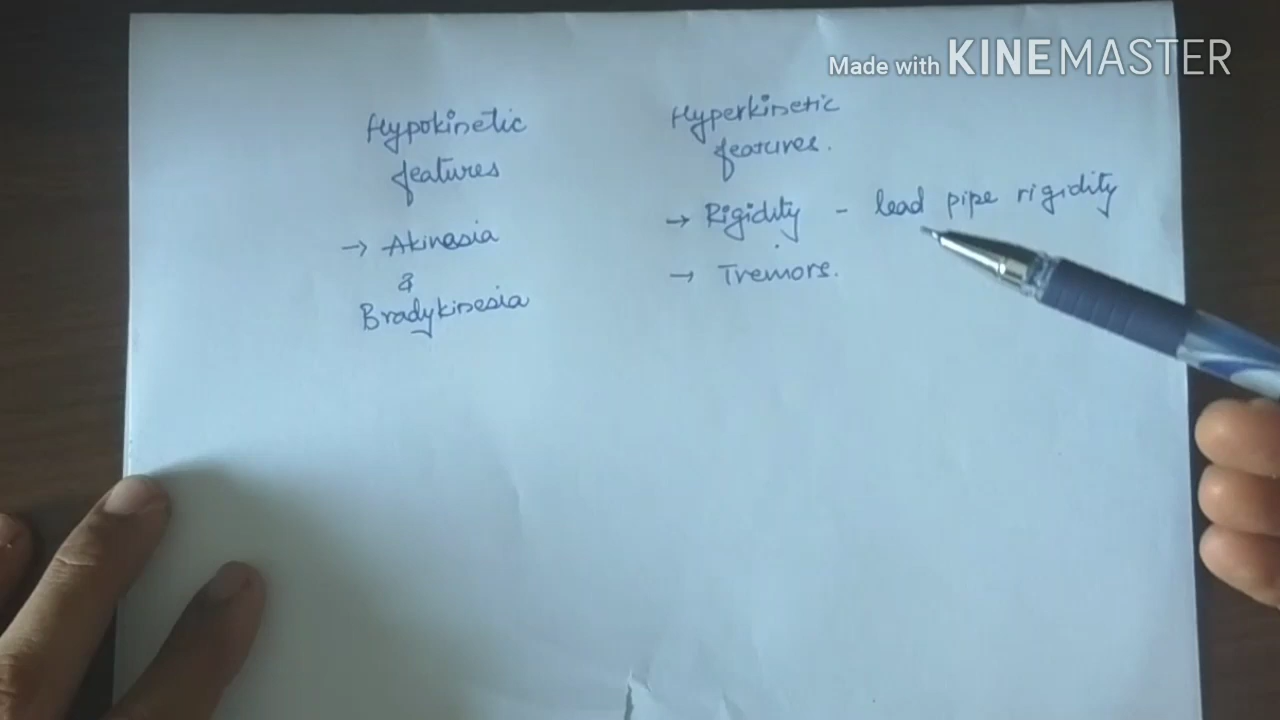 Made with KINEMASTER
Hypokinetic
features
→ Akinesia
&
Bradykinesia
Hyperkinetic
features.
→ Rigidity - lead pipe rigidity
→ Tremors.